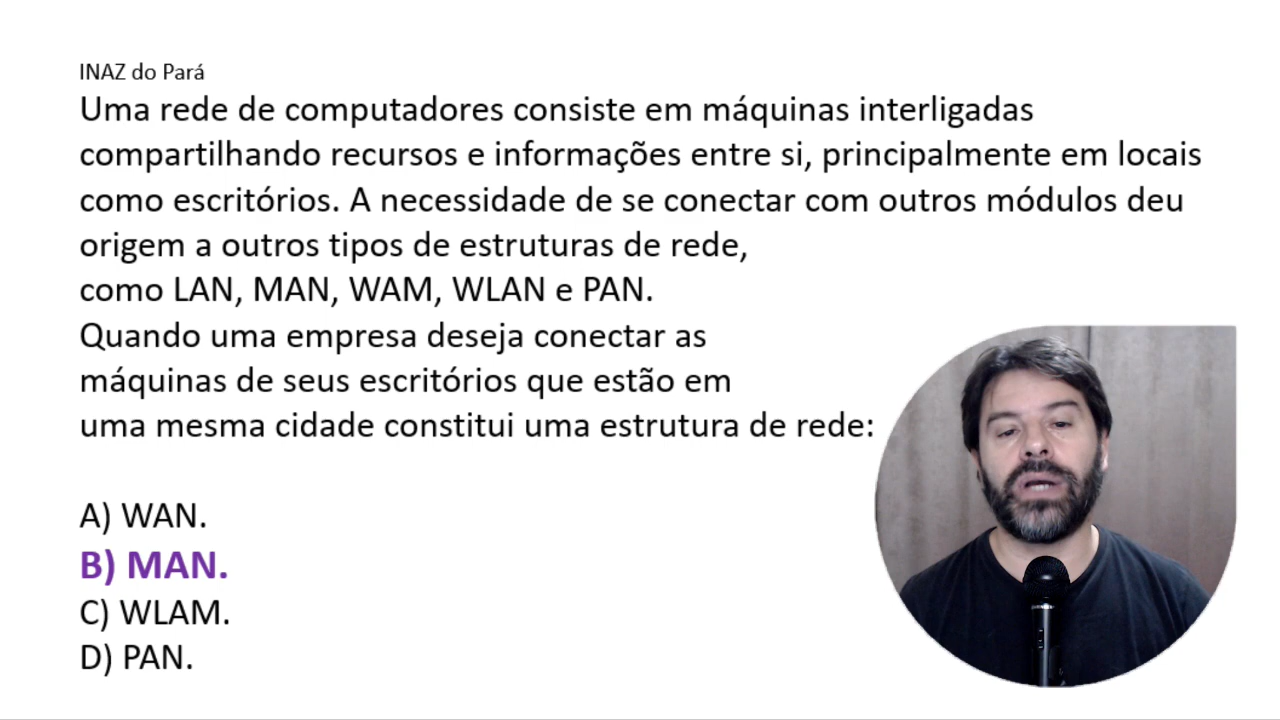 INAZ do Pará
Uma rede de computadores consiste em máquinas interligadas
compartilhando recursos e informações entre si, principalmente em locais
como escritórios. A necessidade de se conectar com outros módulos deu
origem a outros tipos de estruturas de rede,
como LAN, MAN, WAM, WLAN e PAN.
Quando uma empresa deseja conectar as
máquinas de seus escritórios que estão em
uma mesma cidade constitui uma estrutura de rede:
A) WAN.
B) MAN.
C) WLAM.
D) PAN.